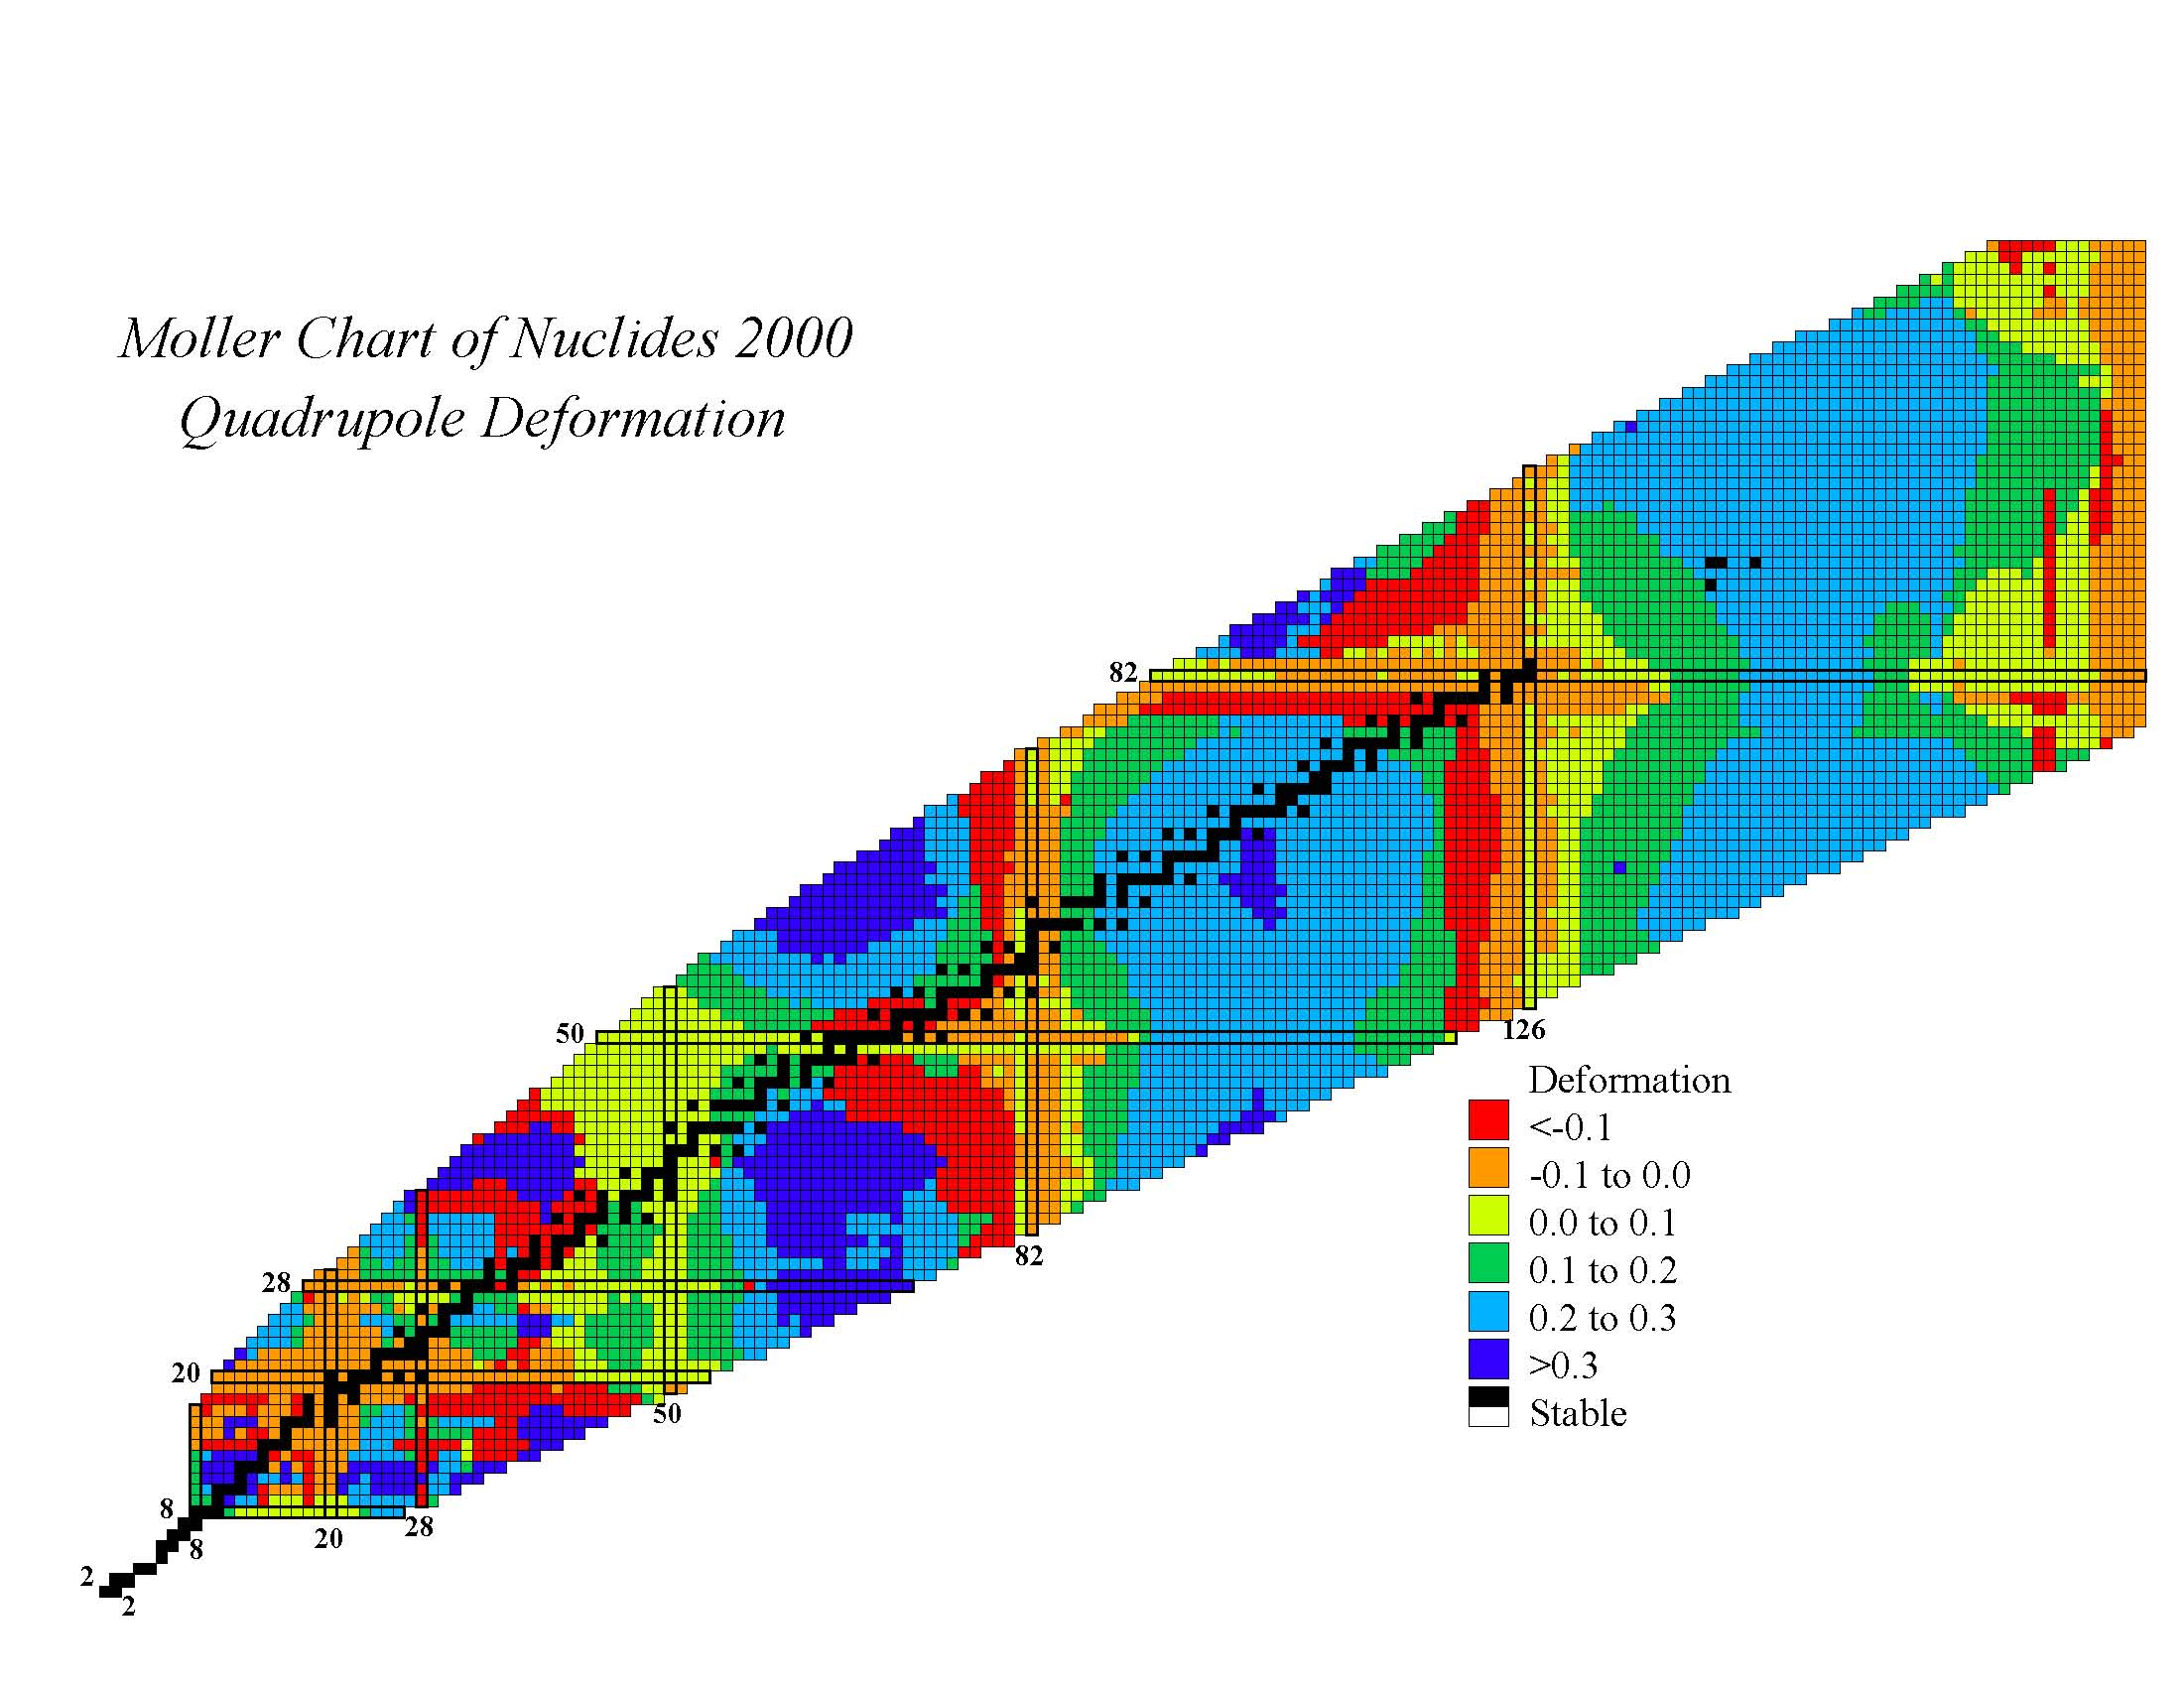 Moller Chart of Nuclides 2000
Quadrupole Deformation
82
50
126
28
82
20
50
8
28
20
8
2
2
Deformation
<-0.1
-0.1 to 0.0
0.0 to 0.1
0.1 to 0.2
0.2 to 0.3
>0.3
Stable